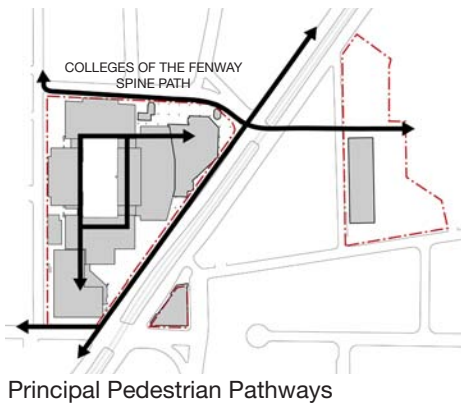 COLLEGES OF THE FENWAY
SPINE PATH
Principal Pedestrian Pathways